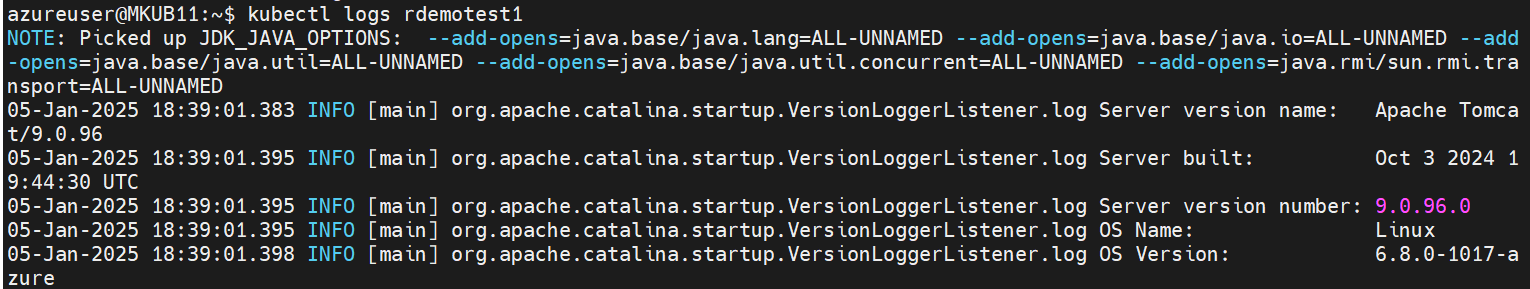 azureuser@MKUB11:~$ kubectl logs rdemotest1
NOTE: Picked up JDK_JAVA_OPTIONS:  --add-opens=java.base/java.lang=ALL-UNNAMED --add-opens=java.base/java.io=ALL-UNNAMED --add
-opens=java.base/java.util=ALL-UNNAMED --add-opens=java.base/java.util.concurrent=ALL-UNNAMED --add-opens=java.rmi/sun.rmi.tra
nsport=ALL-UNNAMED
05-Jan-2025 18:39:01.383 INFO [main] org.apache.catalina.startup.VersionLoggerListener.log Server version name:   Apache Tomca
t/9.0.96
05-Jan-2025 18:39:01.395 INFO [main] org.apache.catalina.startup.VersionLoggerListener.log Server built:          Oct 3 2024 1
9:44:30 UTC
05-Jan-2025 18:39:01.395 INFO [main] org.apache.catalina.startup.VersionLoggerListener.log Server version number: 9.0.96.0
05-Jan-2025 18:39:01.395 INFO [main] org.apache.catalina.startup.VersionLoggerListener.log OS Name:               Linux
05-Jan-2025 18:39:01.398 INFO [main] org.apache.catalina.startup.VersionLoggerListener.log OS Version:            6.8.0-1017-a
zure